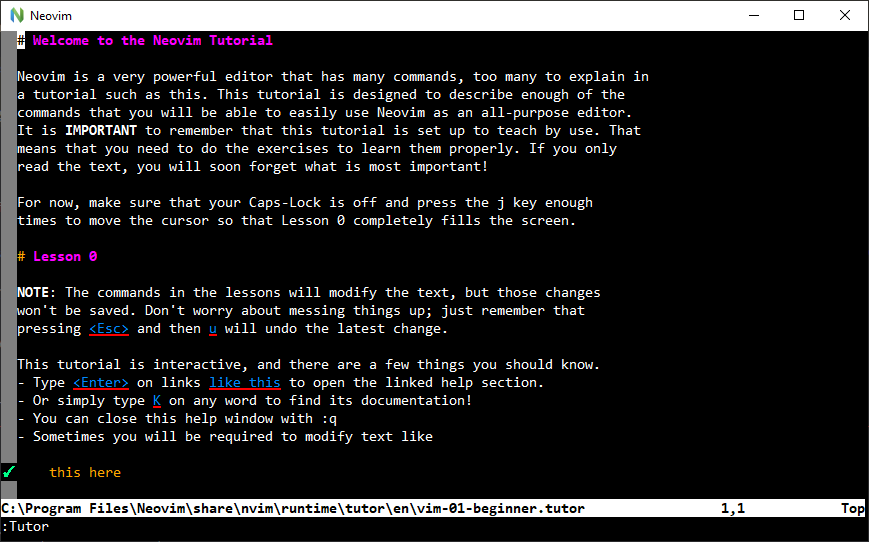 Neovim
# Welcome to the Neovim Tutorial
Neovim is a very powerful editor that has many commands, too many to explain in
a tutorial such as this. This tutorial is designed to describe enough of the
commands that you will be able to easily use Neovim as an all-purpose editor.
It is IMPORTANT to remember that this tutorial is set up to teach by use. That
means that you need to do the exercises to learn them properly. If you only
read the text, you will soon forget what is most important!
For now, make sure that your Caps-Lock is off and press the j key enough
times to move the cursor so that Lesson 0 completely fills the screen.
# Lesson 0
NOTE: The commands in the lessons will modify the text, but those changes
won't be saved. Don't worry about messing things up; just remember that
pressing <Esc> and then u will undo the latest change.
This tutorial is interactive, and there are a few things you should know.
- Type <Enter> on links like this to open the linked help section.
- Or simply type K on any word to find its documentation!
- You can close this help window with :q
- Sometimes you will be required to modify text like
✓ this here
C:\Program Files\Neovim\share\nvim\runtime\tutor\en\vim-01-beginner.tutor 1,1 Top
:Tutor